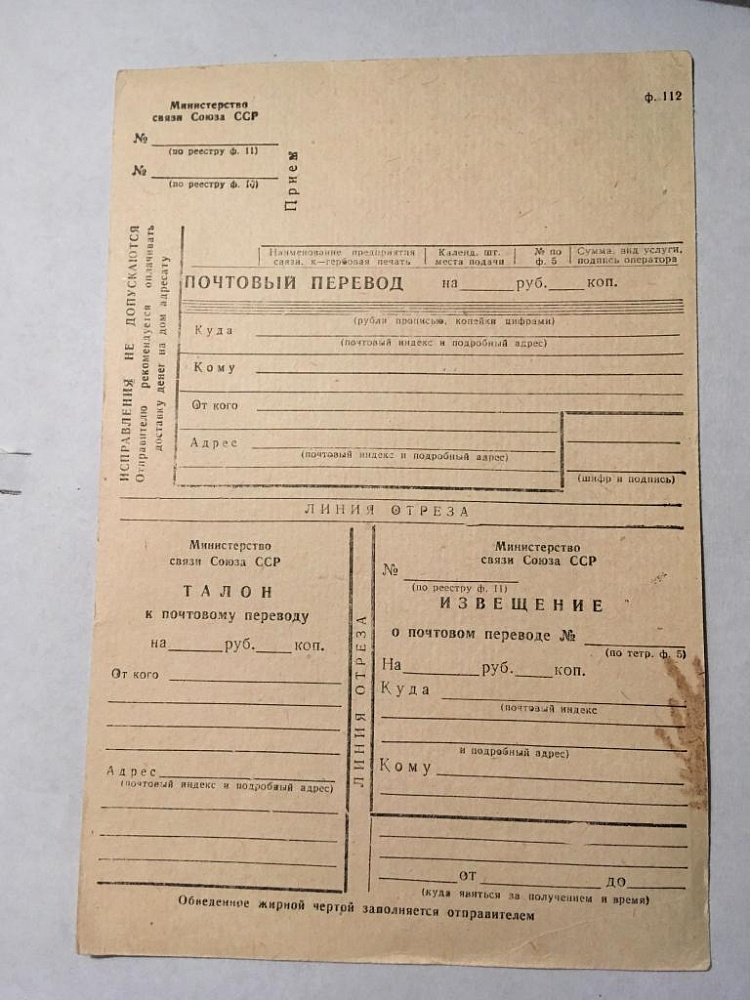 ф. 112
Министерство
связи Союза ССР
№
(по реестру ф. 11)
№
(по реестру ф. 10)
Прием
ИСПРАВЛЕНИЯ НЕ ДОПУСКАЮТСЯ
Отправителю рекомендуется оплачивать
доставку денег на дом адресату
Наименование предприятия
связи, к—гербовая печать
Календ. шт.
места подачи
№ по
ф. 5
Сумма, вид услуги,
подпись оператора
ПОЧТОВЫЙ ПЕРЕВОД на руб. коп.
(рубли прописью, копейки цифрами)
Куда
(почтовый индекс и подробный адрес)
Кому
От кого
Адрес
(почтовый индекс и подробный адрес)
(шифр и подпись)
ЛИНИЯ ОТРЕЗА
Министерство
связи Союза ССР
ТАЛОН
к почтовому переводу
на руб. коп.
От кого
Адрес
(почтовый индекс и подробный адрес)
ЛИНИЯ ОТРЕЗА
Министерство
связи Союза ССР
№
(по реестру ф. 11)
ИЗВЕЩЕНИЕ
о почтовом переводе №
(по тетр. ф. 5)
На руб. коп.
Куда
(почтовый индекс
и подробный адрес)
Кому
от до
(куда явиться за получением и время)
Обведенное жирной чертой заполняется отправителем